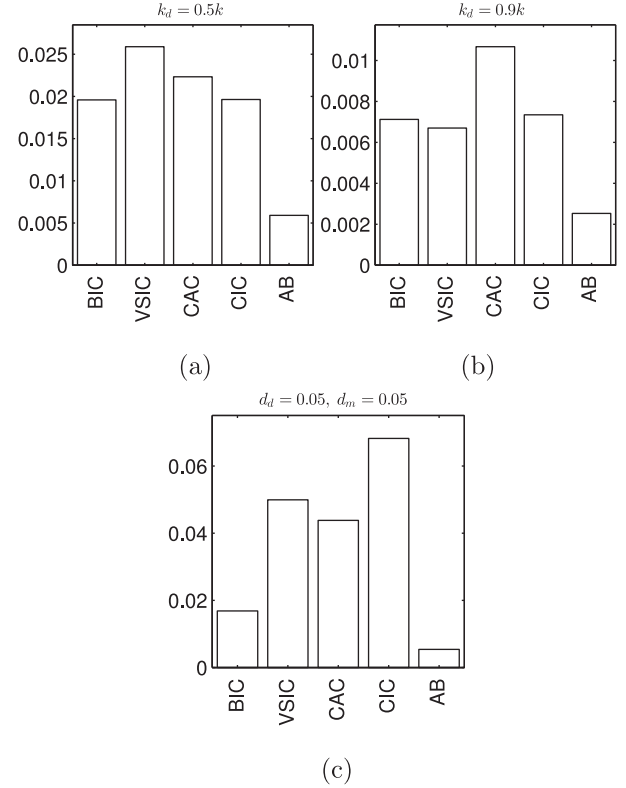 k_d = 0.5k
0.025
0.02
0.015
0.01
0.005
0
BIC
VSIC
CAC
CIC
AB
(a)
k_d = 0.9k
0.01
0.008
0.006
0.004
0.002
0
BIC
VSIC
CAC
CIC
AB
(b)
d_d = 0.05, d_m = 0.05
0.06
0.04
0.02
0
BIC
VSIC
CAC
CIC
AB
(c)